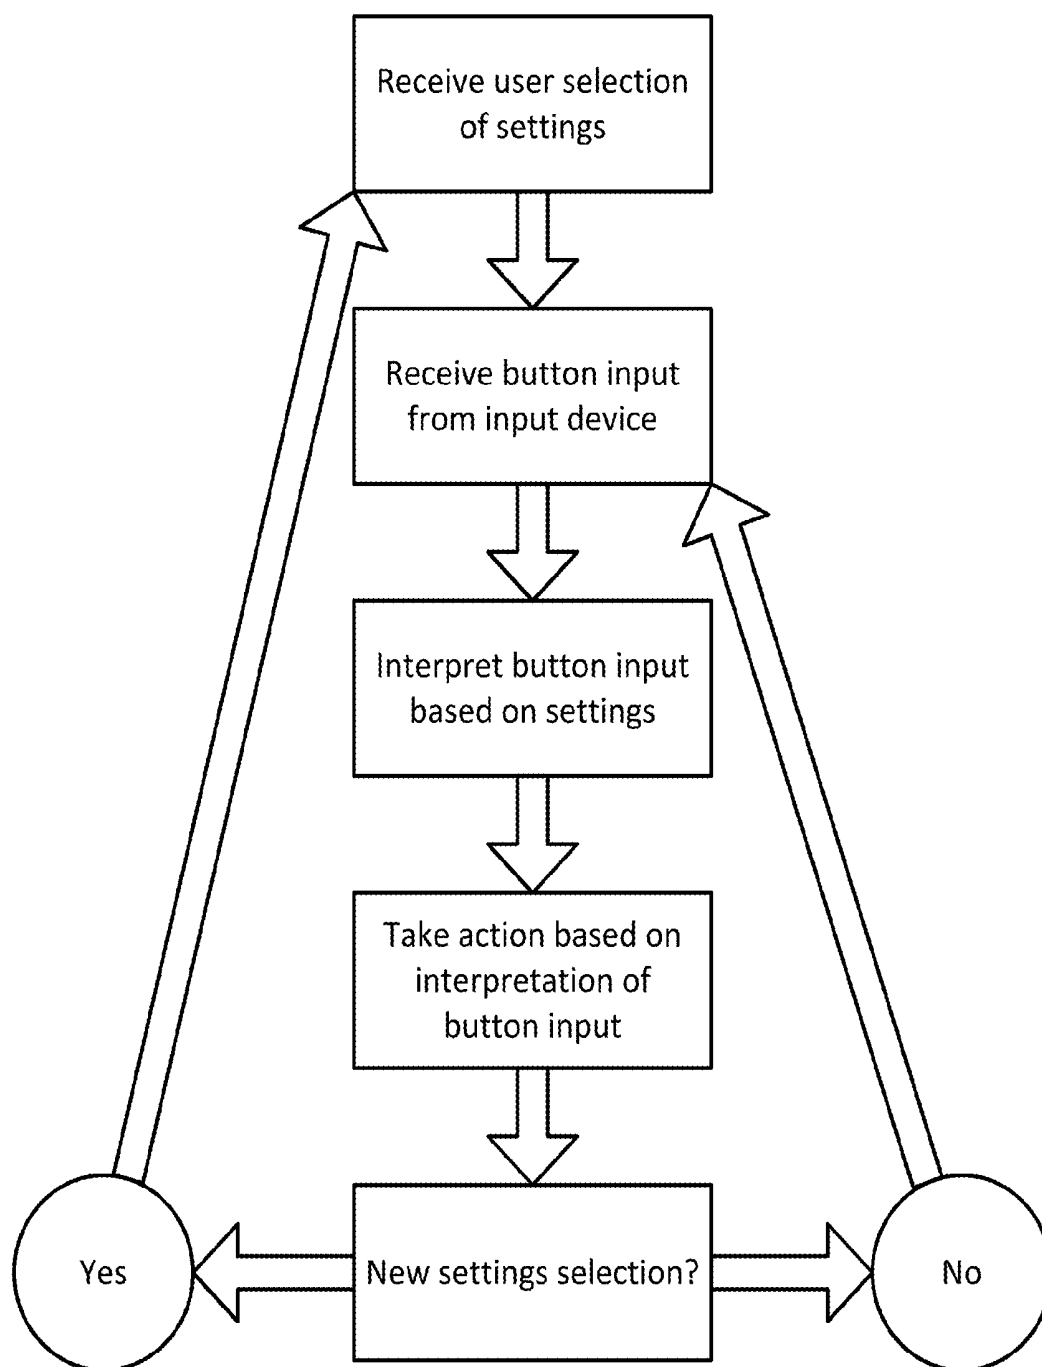 Receive user selection
of settings
Receive button input
from input device
Interpret button input
based on settings
Take action based on
interpretation of
button input
Yes
New settings selection?
No